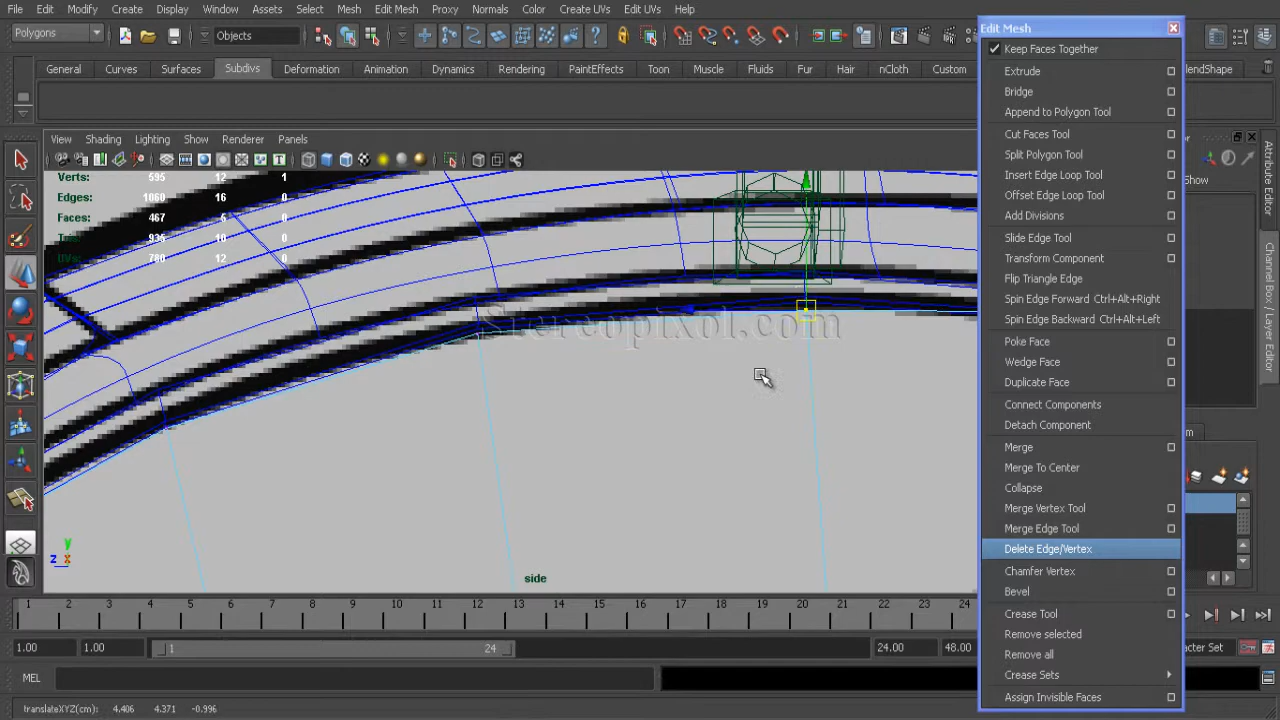 File Edit Modify Create Display Window Assets Select Mesh Edit Mesh Proxy Normals Color Create UVs Edit UVs Help
Edit Mesh
Polygons
Objects
General Curves Surfaces Subdivs Deformation Animation Dynamics Rendering PaintEffects Toon Muscle Fluids Fur Hair nCloth Custom
BlendShape
View Shading Lighting Show Renderer Panels
Show
Verts: 595 12 1
Edges: 1060 16 0
Faces: 467 5 0
Tris: 935 10 0
UVs: 780 12 0
Stereopixol.com
side
y
z x
Keep Faces Together
Extrude
Bridge
Append to Polygon Tool
Cut Faces Tool
Split Polygon Tool
Insert Edge Loop Tool
Offset Edge Loop Tool
Add Divisions
Slide Edge Tool
Transform Component
Flip Triangle Edge
Spin Edge Forward Ctrl+Alt+Right
Spin Edge Backward Ctrl+Alt+Left
Poke Face
Wedge Face
Duplicate Face
Connect Components
Detach Component
Merge
Merge To Center
Collapse
Merge Vertex Tool
Merge Edge Tool
Delete Edge/Vertex
Chamfer Vertex
Bevel
Crease Tool
Remove selected
Remove all
Crease Sets
Assign Invisible Faces
Attribute Editor
Channel Box / Layer Editor
1 2 3 4 5 6 7 8 9 10 11 12 13 14 15 16 17 18 19 20 21 22 23 24
1.00 1.00 1 24 24.00 48.00
MEL
translateXYZ(cm): 4.406 4.371 -0.996